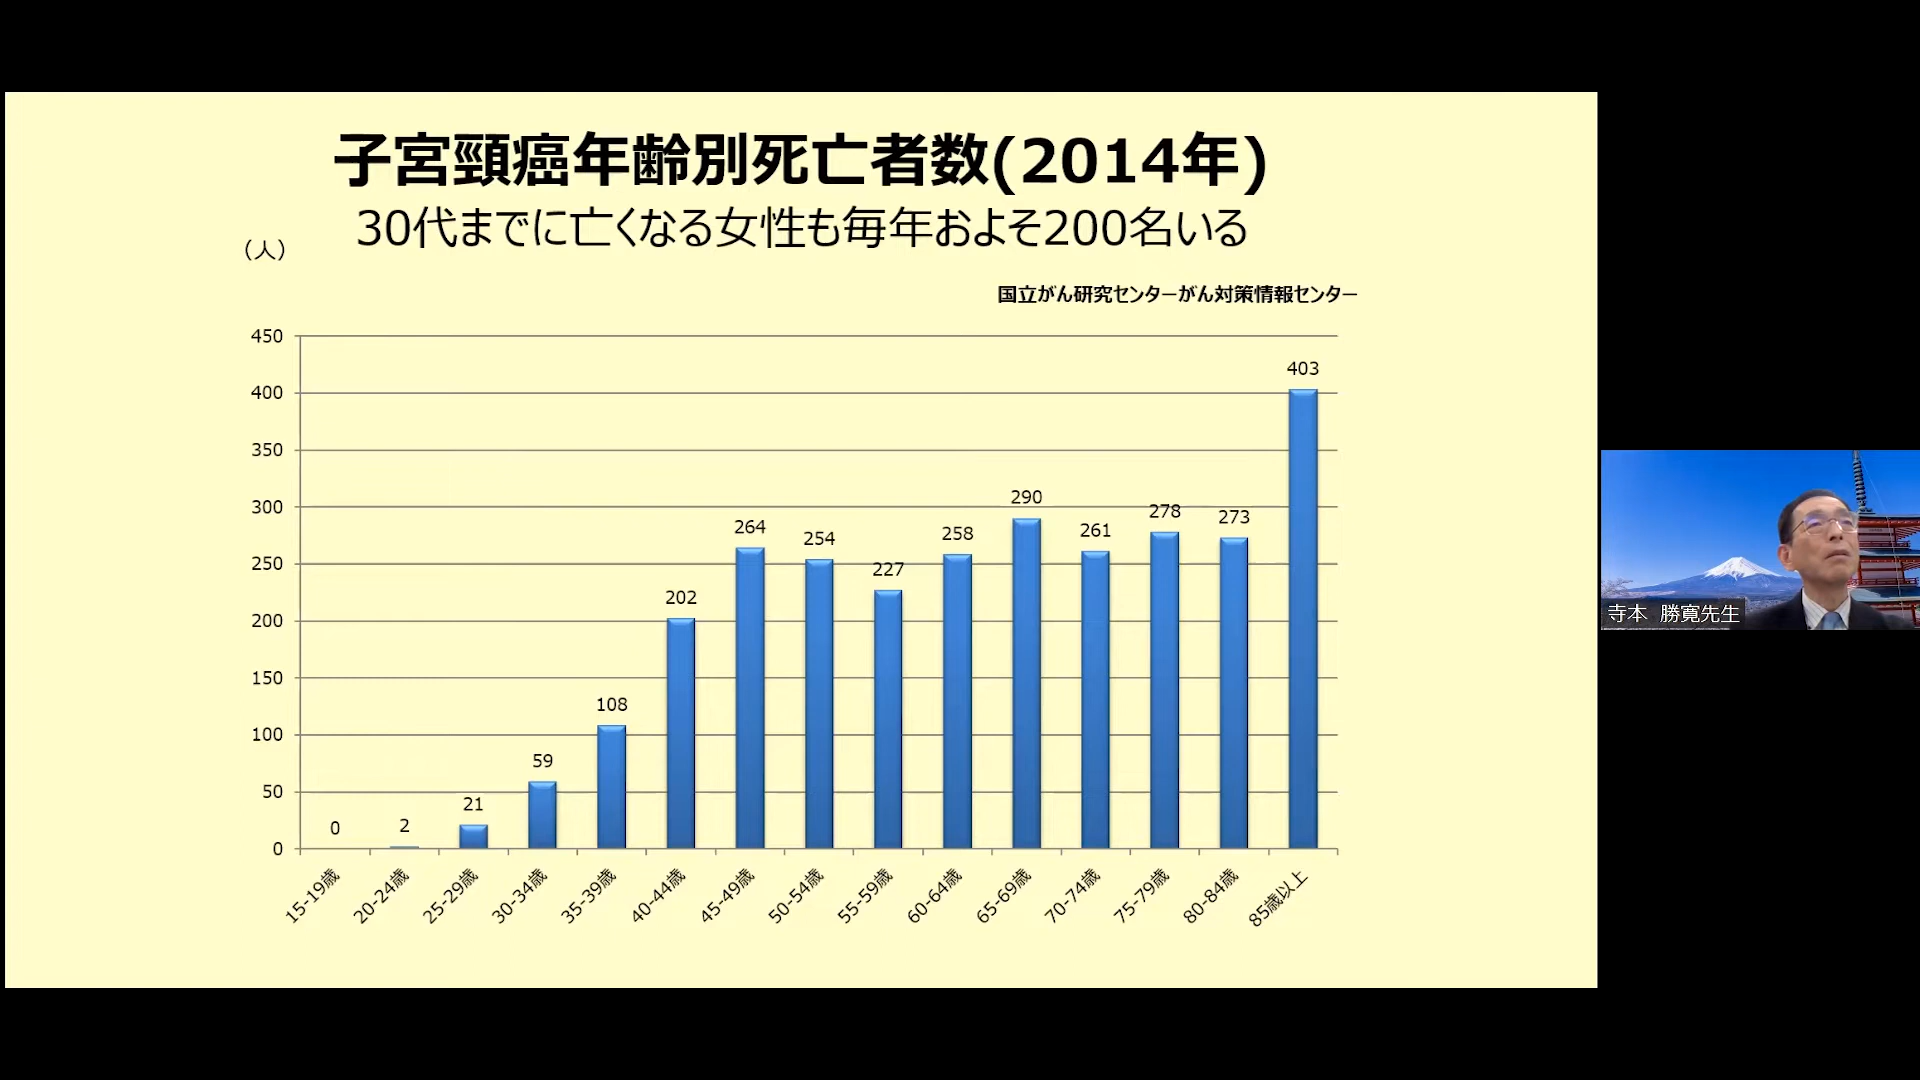 子宮頸癌年齢別死亡者数(2014年)
30代までに亡くなる女性も毎年およそ200名いる
（人）
国立がん研究センターがん対策情報センター
450
400
350
300
250
200
150
100
50
0
0
2
21
59
108
202
264
254
227
258
290
261
278
273
403
15-19歳
20-24歳
25-29歳
30-34歳
35-39歳
40-44歳
45-49歳
50-54歳
55-59歳
60-64歳
65-69歳
70-74歳
75-79歳
80-84歳
85歳以上
寺本 勝寛先生